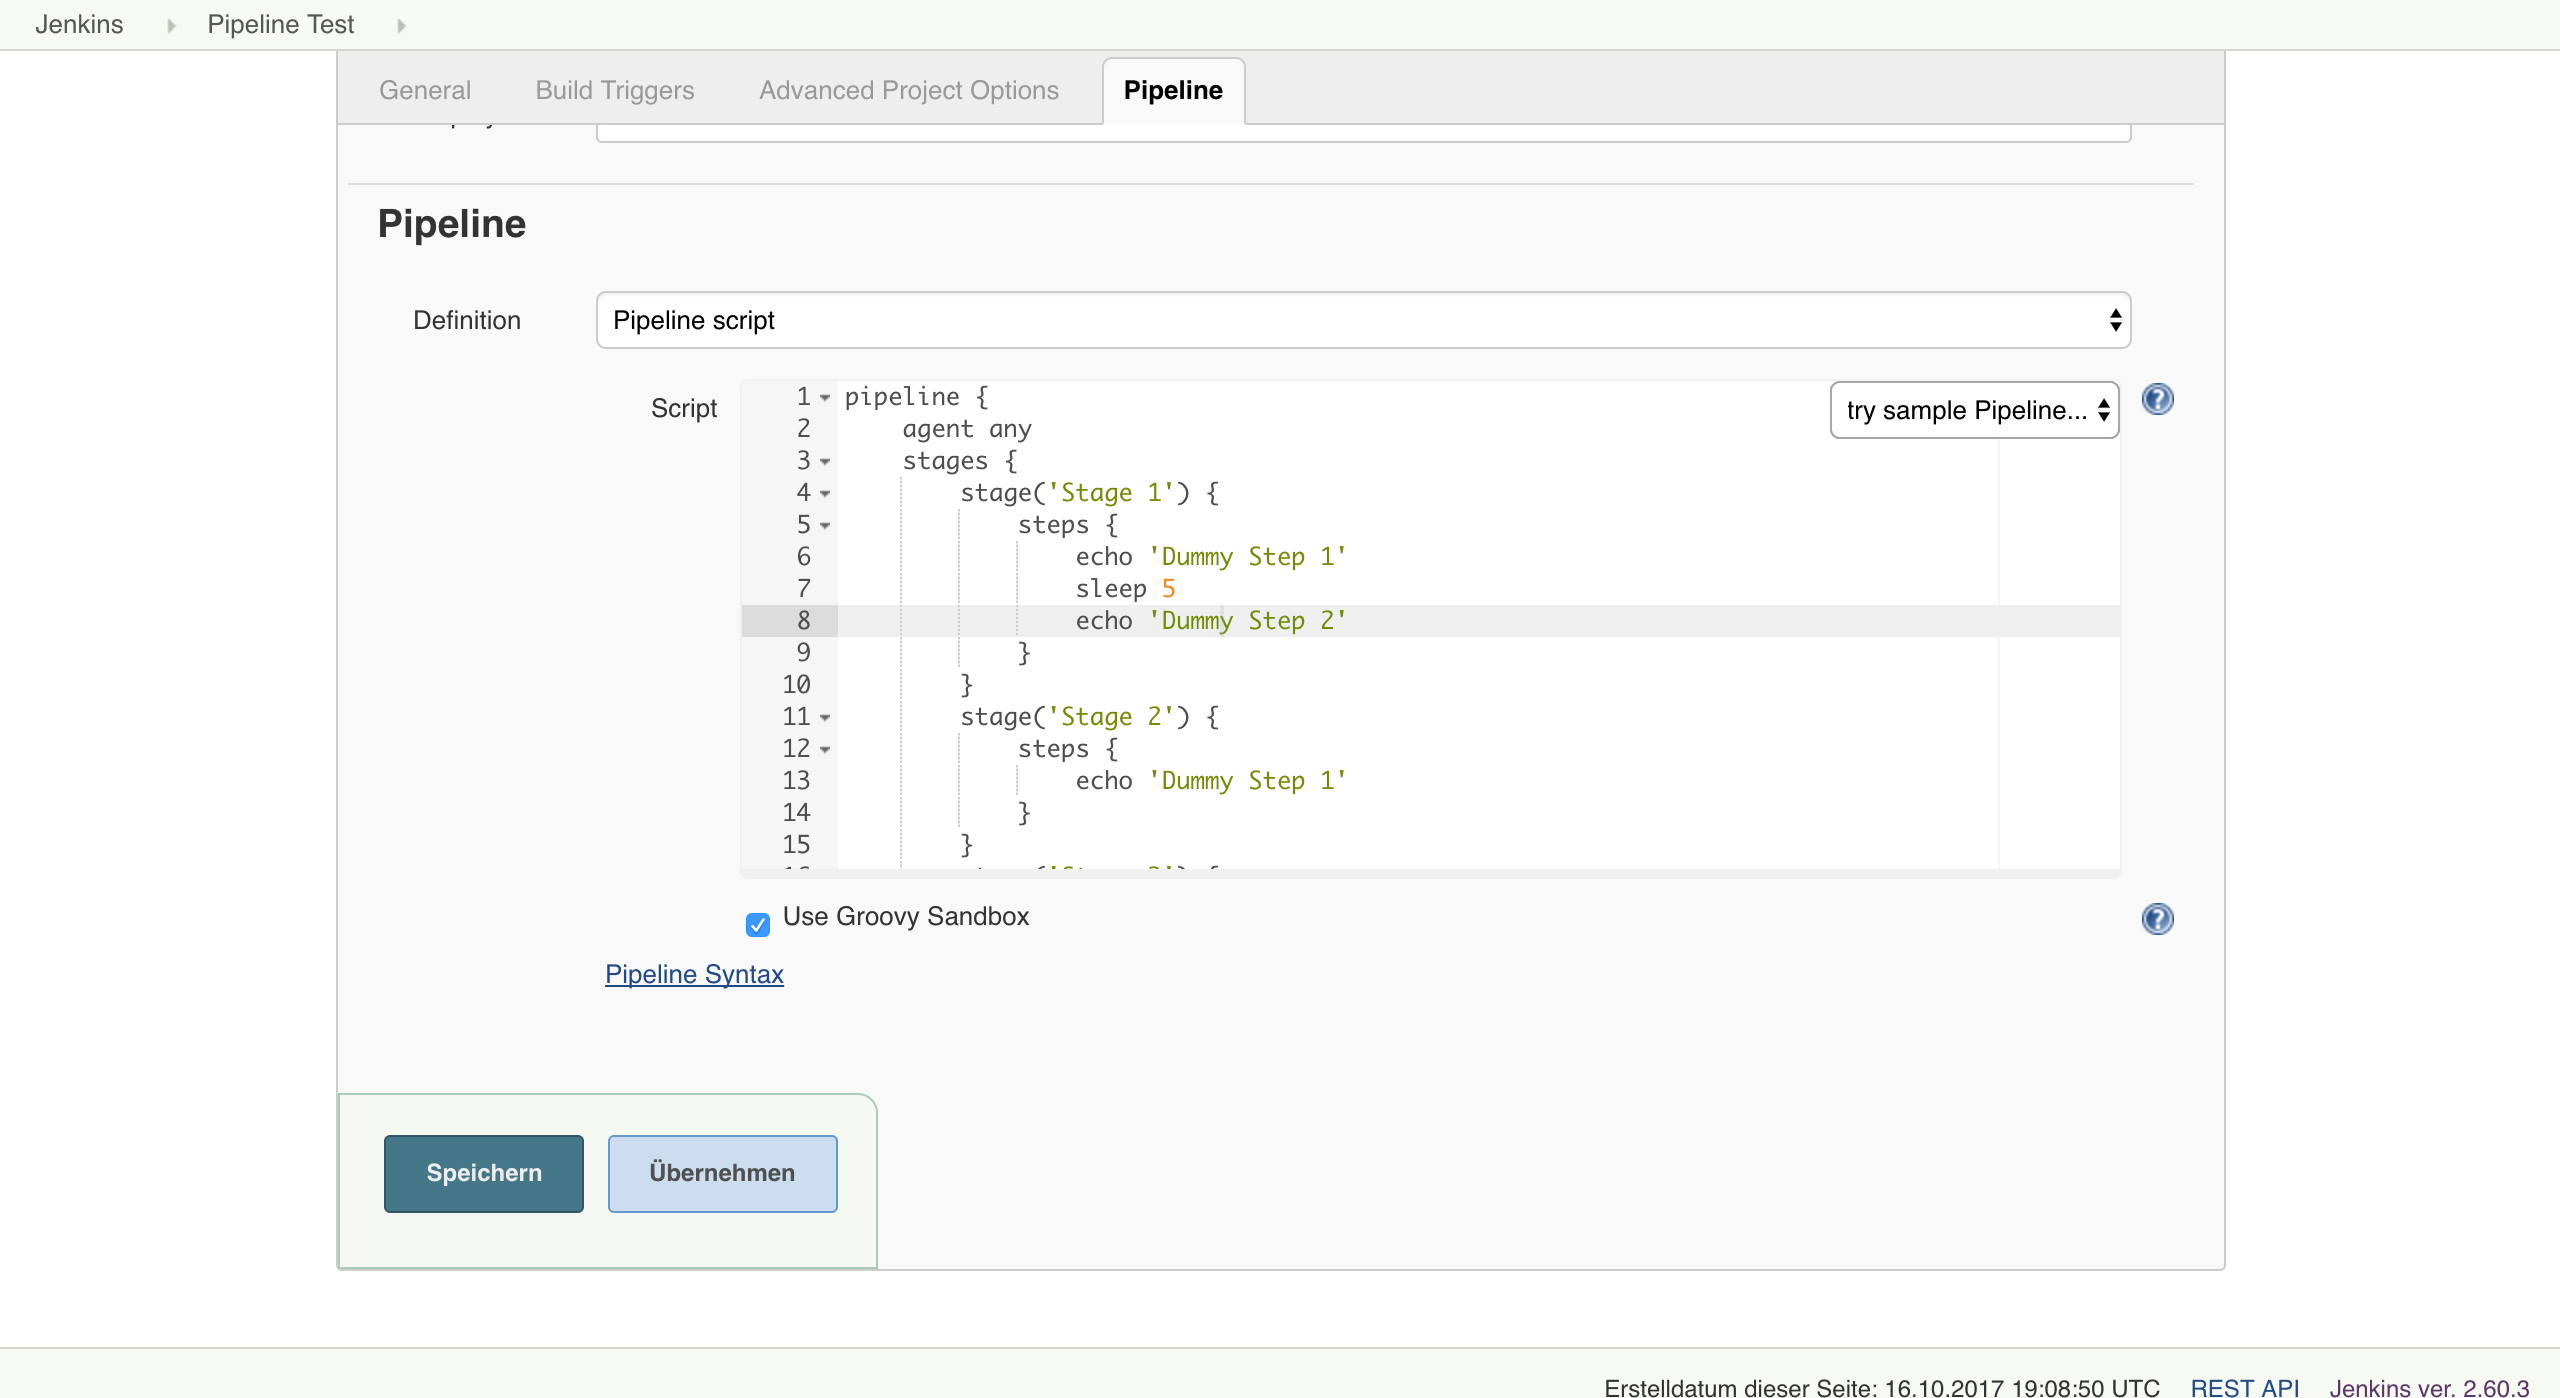 Jenkins Pipeline Test
General Build Triggers Advanced Project Options Pipeline
Pipeline
Definition Pipeline script
Script
try sample Pipeline...
1 pipeline {
2     agent any
3     stages {
4         stage('Stage 1') {
5             steps {
6                 echo 'Dummy Step 1'
7                 sleep 5
8                 echo 'Dummy Step 2'
9             }
10         }
11         stage('Stage 2') {
12             steps {
13                 echo 'Dummy Step 1'
14             }
15         }
Use Groovy Sandbox
Pipeline Syntax
Speichern Übernehmen
Erstelldatum dieser Seite: 16.10.2017 19:08:50 UTC REST API Jenkins ver. 2.60.3